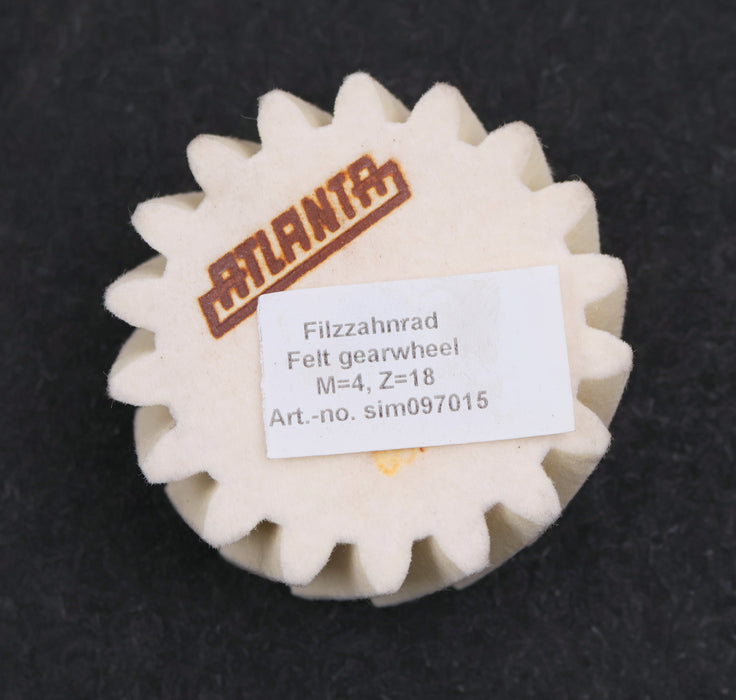 ATLANTA
Filzzahnrad
Felt gearwheel
M=4, Z=18
Art.-no. sim097015